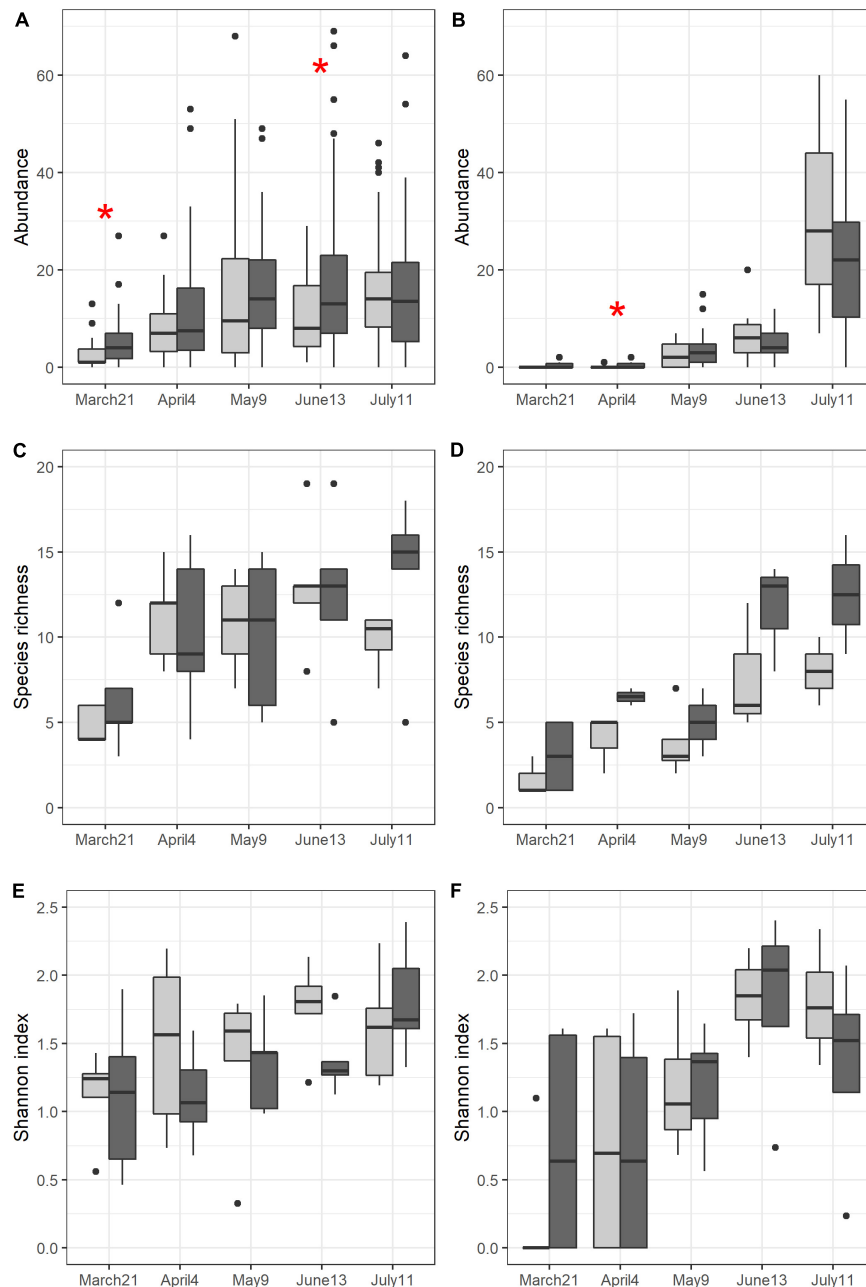 A
Abundance
60
40
20
0
March21 April4 May9 June13 July11
*
*
B
Abundance
60
40
20
0
March21 April4 May9 June13 July11
*
C
Species richness
20
15
10
5
0
March21 April4 May9 June13 July11
D
Species richness
20
15
10
5
0
March21 April4 May9 June13 July11
E
Shannon index
2.5
2.0
1.5
1.0
0.5
0.0
March21 April4 May9 June13 July11
F
Shannon index
2.5
2.0
1.5
1.0
0.5
0.0
March21 April4 May9 June13 July11